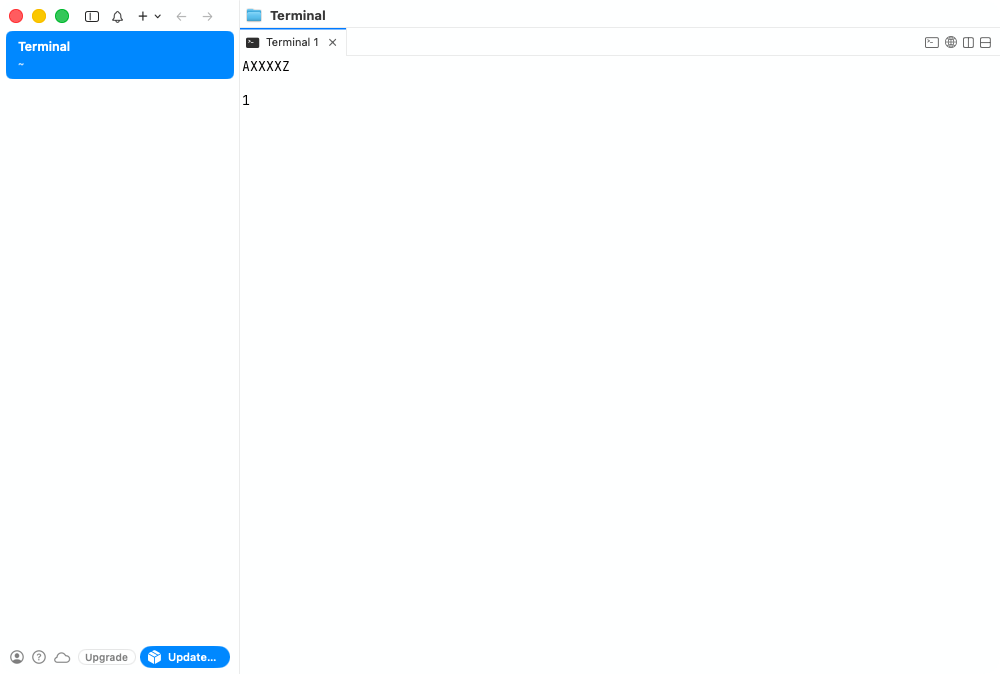 Terminal
Terminal
~
Terminal 1
AXXXXZ
1
Upgrade
Update...